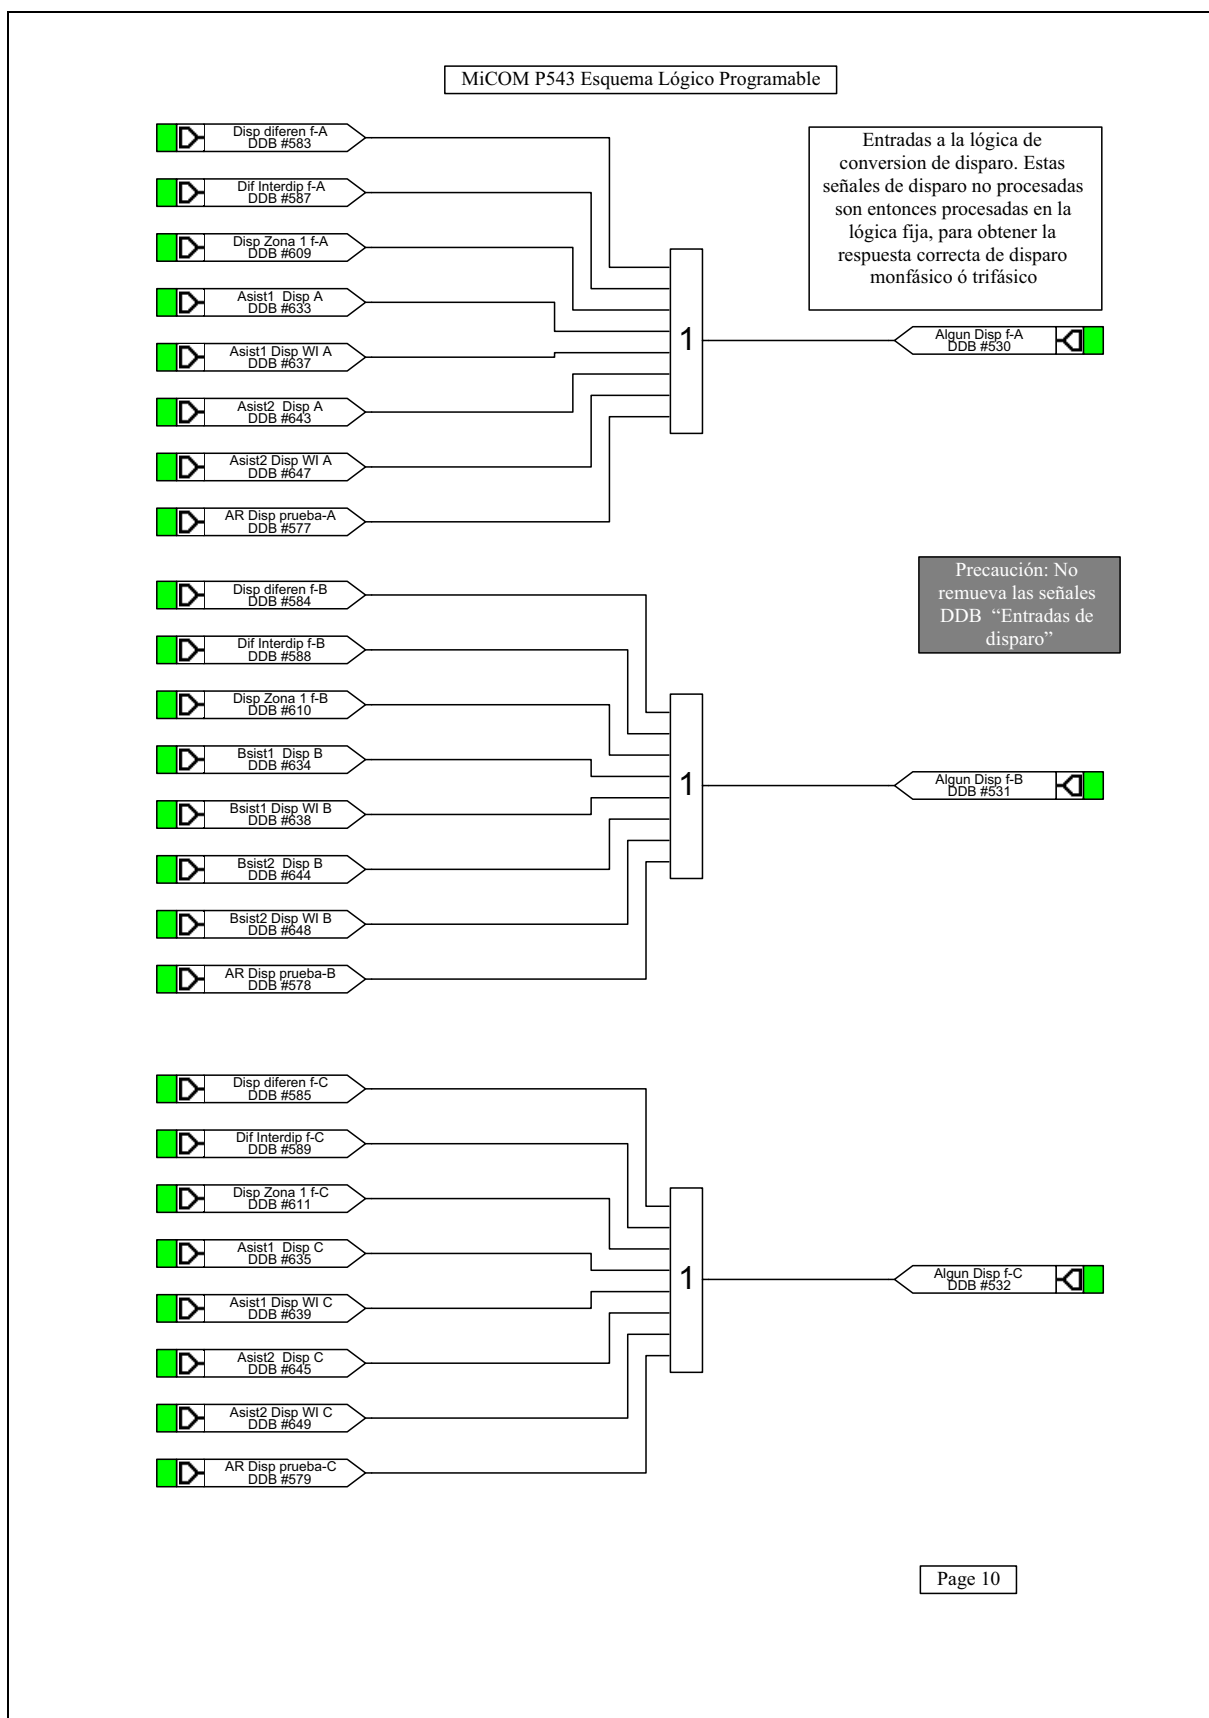 MiCOM P543 Esquema Lógico Programable
Disp diferen f-A
DDB #583
Dif Interdip f-A
DDB #587
Disp Zona 1 f-A
DDB #609
Asist1 Disp A
DDB #633
Asist1 Disp WI A
DDB #637
Asist2 Disp A
DDB #643
Asist2 Disp WI A
DDB #647
AR Disp prueba-A
DDB #577
1
Entradas a la lógica de
conversion de disparo. Estas
señales de disparo no procesadas
son entonces procesadas en la
lógica fija, para obtener la
respuesta correcta de disparo
monfásico ó trifásico
Algun Disp f-A
DDB #530
Precaución: No
remueva las señales
DDB “Entradas de
disparo”
Disp diferen f-B
DDB #584
Dif Interdip f-B
DDB #588
Disp Zona 1 f-B
DDB #610
Bsist1 Disp B
DDB #634
Bsist1 Disp WI B
DDB #638
Bsist2 Disp B
DDB #644
Bsist2 Disp WI B
DDB #648
AR Disp prueba-B
DDB #578
1
Algun Disp f-B
DDB #531
Disp diferen f-C
DDB #585
Dif Interdip f-C
DDB #589
Disp Zona 1 f-C
DDB #611
Asist1 Disp C
DDB #635
Asist1 Disp WI C
DDB #639
Asist2 Disp C
DDB #645
Asist2 Disp WI C
DDB #649
AR Disp prueba-C
DDB #579
1
Algun Disp f-C
DDB #532
Page 10